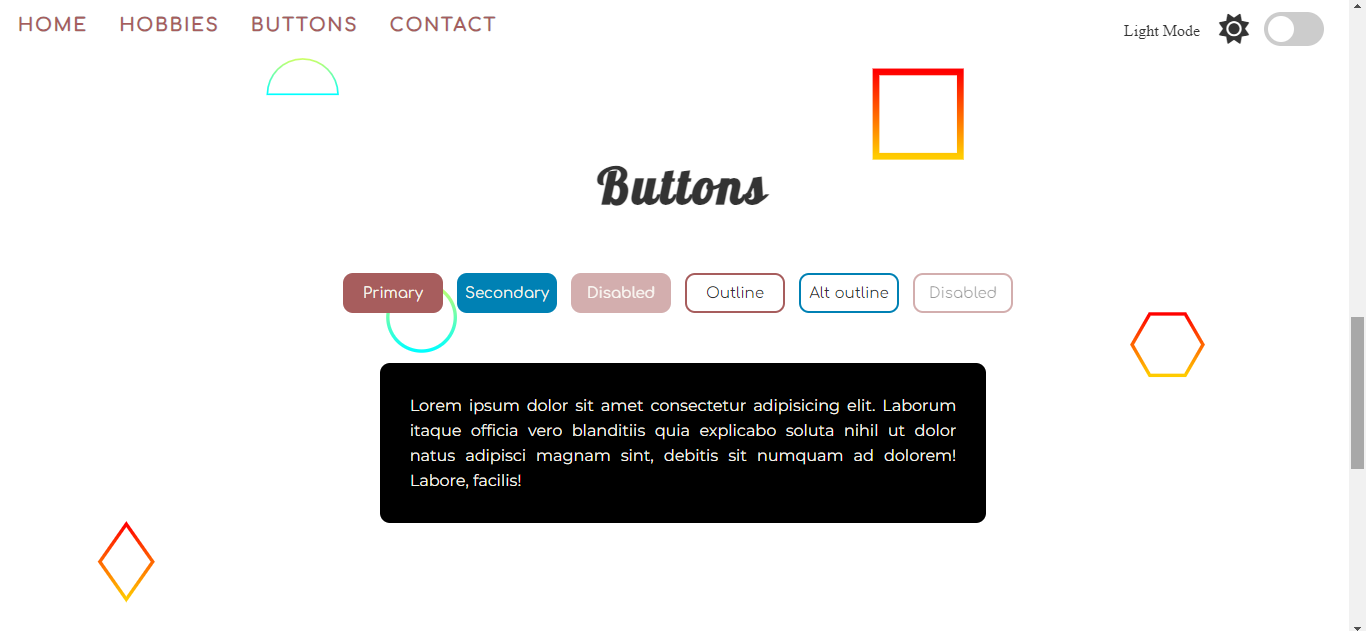 HOME HOBBIES BUTTONS CONTACT Light Mode
Buttons
Primary Secondary Disabled Outline Alt outline Disabled
Lorem ipsum dolor sit amet consectetur adipisicing elit. Laborum
itaque officia vero blanditiis quia explicabo soluta nihil ut dolor
natus adipisci magnam sint, debitis sit numquam ad dolorem!
Labore, facilis!